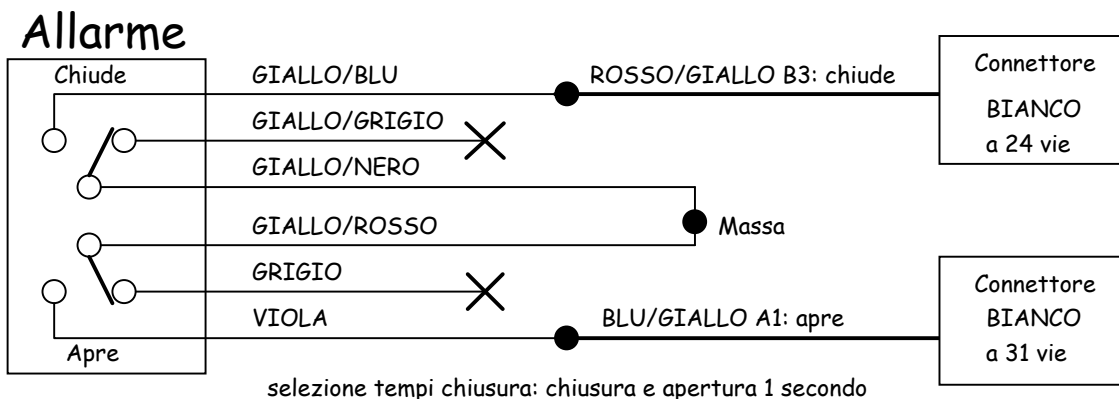 Allarme
Chiude
GIALLO/BLU
ROSSO/GIALLO B3: chiude
Connettore
BIANCO
a 24 vie
GIALLO/GRIGIO
GIALLO/NERO
GIALLO/ROSSO
Massa
GRIGIO
VIOLA
BLU/GIALLO A1: apre
Connettore
BIANCO
a 31 vie
Apre
selezione tempi chiusura: chiusura e apertura 1 secondo